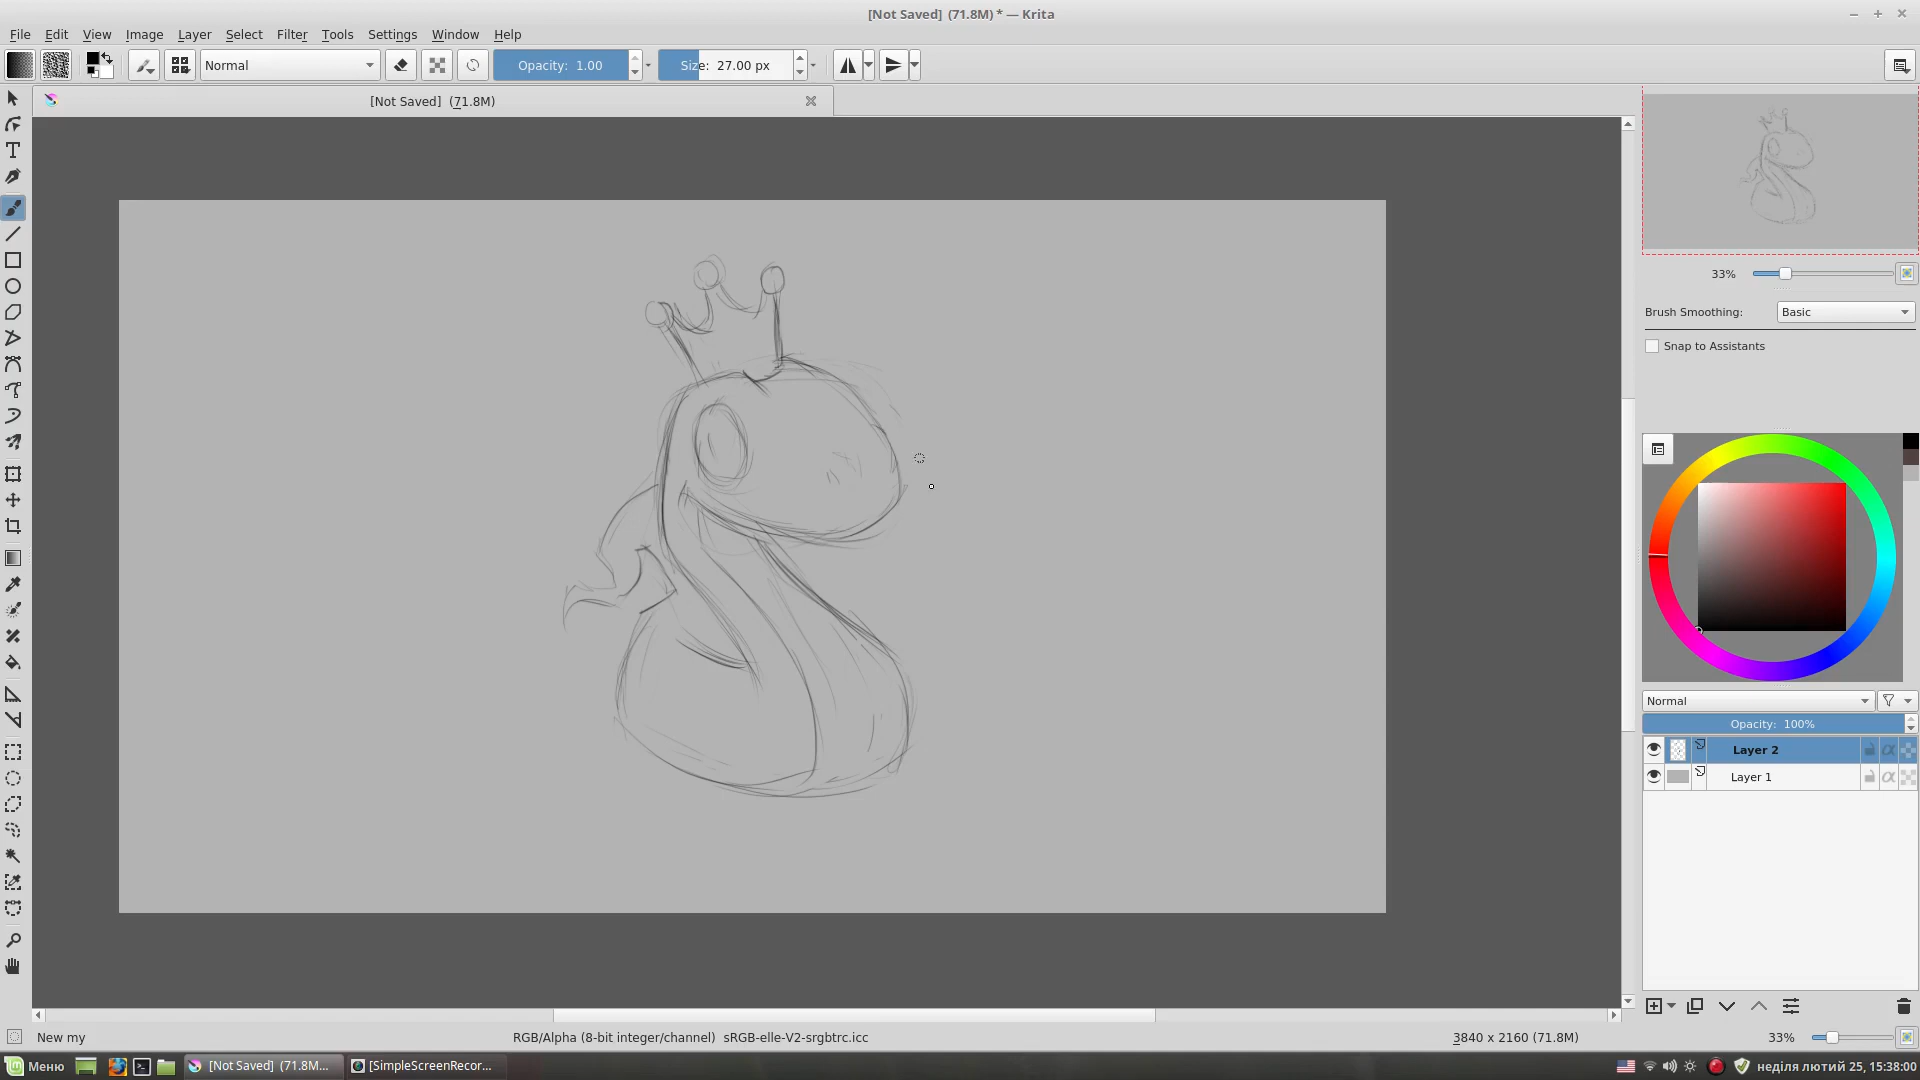 [Not Saved]  (71.8M) * — Krita
File Edit View Image Layer Select Filter Tools Settings Window Help
Normal Opacity: 1.00 Size: 27.00 px
[Not Saved]  (71.8M)
33%
Brush Smoothing: Basic
Snap to Assistants
Normal
Opacity: 100%
Layer 2
Layer 1
New my RGB/Alpha (8-bit integer/channel)  sRGB-elle-V2-srgbtrc.icc 3840 x 2160 (71.8M) 33%
Меню [Not Saved]  (71.8M... [SimpleScreenRecor... неділя лютий 25, 15:38:00